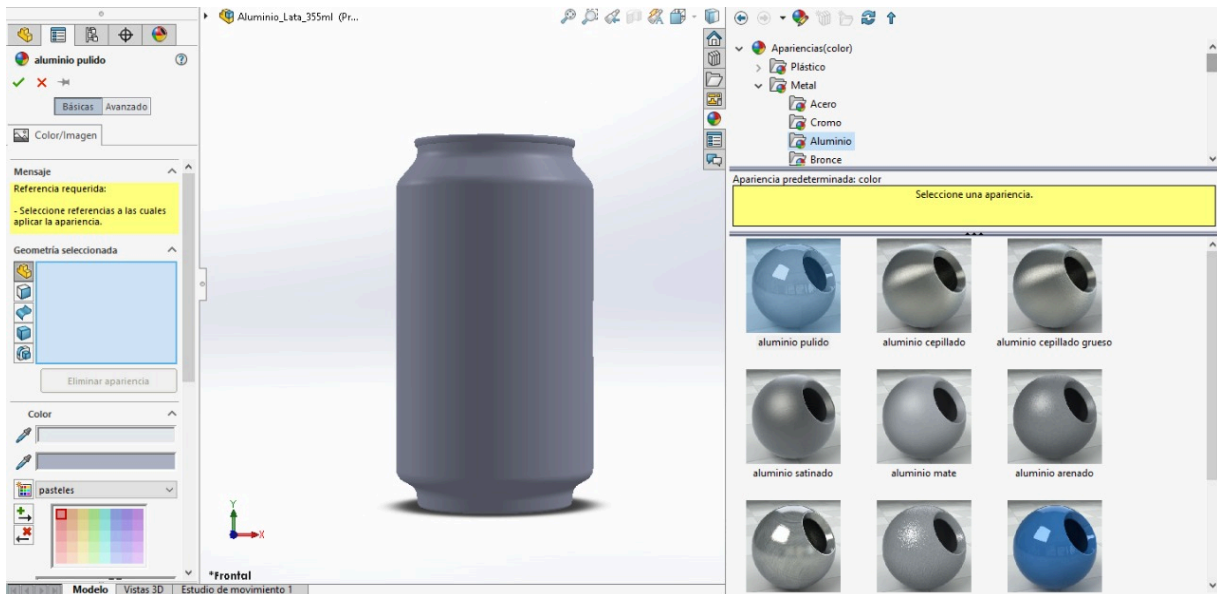 Aluminio_Lata_355ml (Pr...
aluminio pulido
Básicas
Avanzado
Color/Imagen
Mensaje
Referencia requerida:
- Seleccione referencias a las cuales
aplicar la apariencia.
Geometría seleccionada
Eliminar apariencia
Color
pasteles
Y
X
*Frontal
Modelo
Vistas 3D
Estudio de movimiento 1
Apariencias(color)
Plástico
Metal
Acero
Cromo
Aluminio
Bronce
Apariencia predeterminada: color
Seleccione una apariencia.
aluminio pulido
aluminio cepillado
aluminio cepillado grueso
aluminio satinado
aluminio mate
aluminio arenado